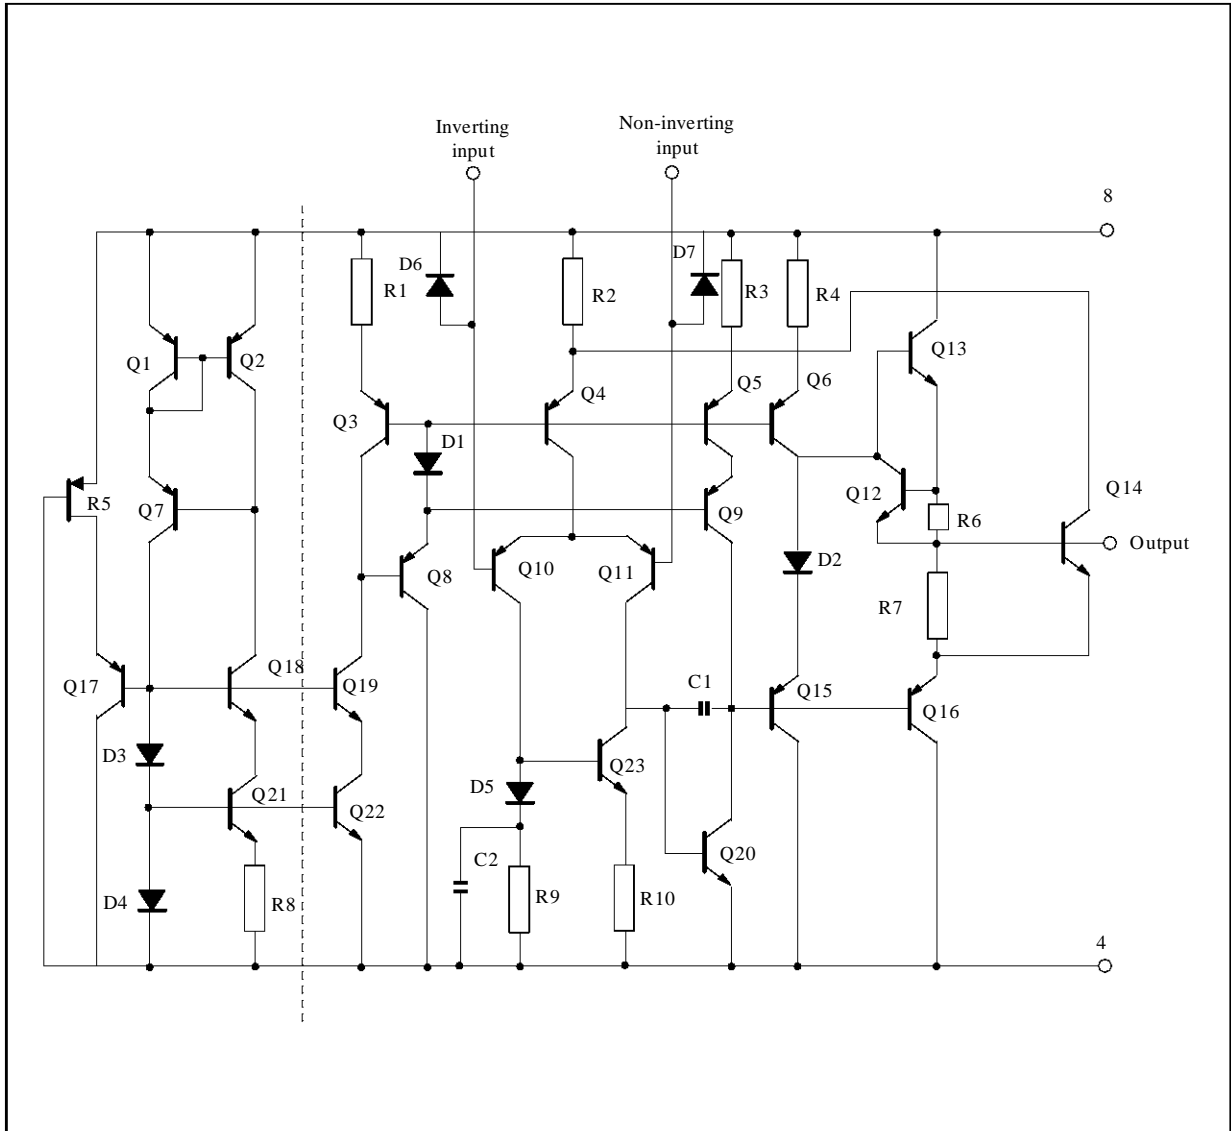 Inverting
input
Non-inverting
input
8
D6
D7
R1
R2
R3
R4
Q1
Q2
Q13
Q3
D1
Q4
Q5
Q6
R5
Q7
Q12
Q14
R6
Q9
Output
Q8
Q10
Q11
D2
R7
Q17
Q18
Q19
C1
Q15
Q16
D3
D5
Q23
Q21
Q22
C2
Q20
D4
R8
R9
R10
4